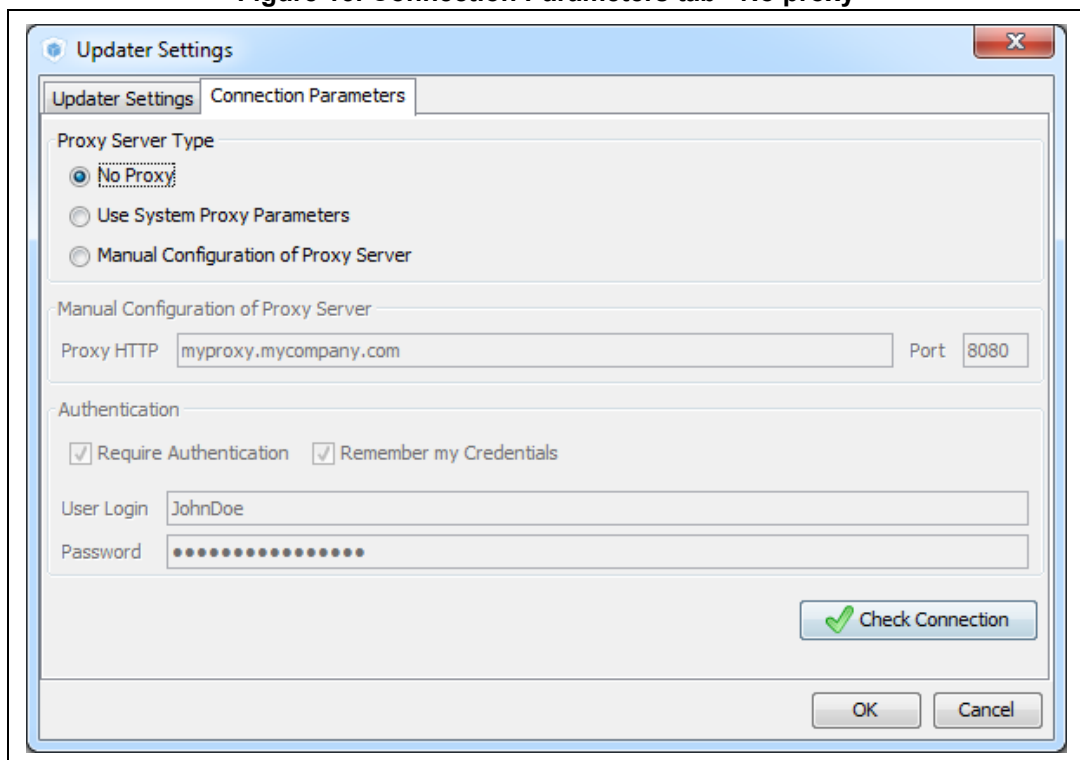 Updater Settings
Updater Settings Connection Parameters
Proxy Server Type
No Proxy
Use System Proxy Parameters
Manual Configuration of Proxy Server
Manual Configuration of Proxy Server
Proxy HTTP myproxy.mycompany.com Port 8080
Authentication
Require Authentication Remember my Credentials
User Login JohnDoe
Password ••••••••••••••••
Check Connection
OK Cancel